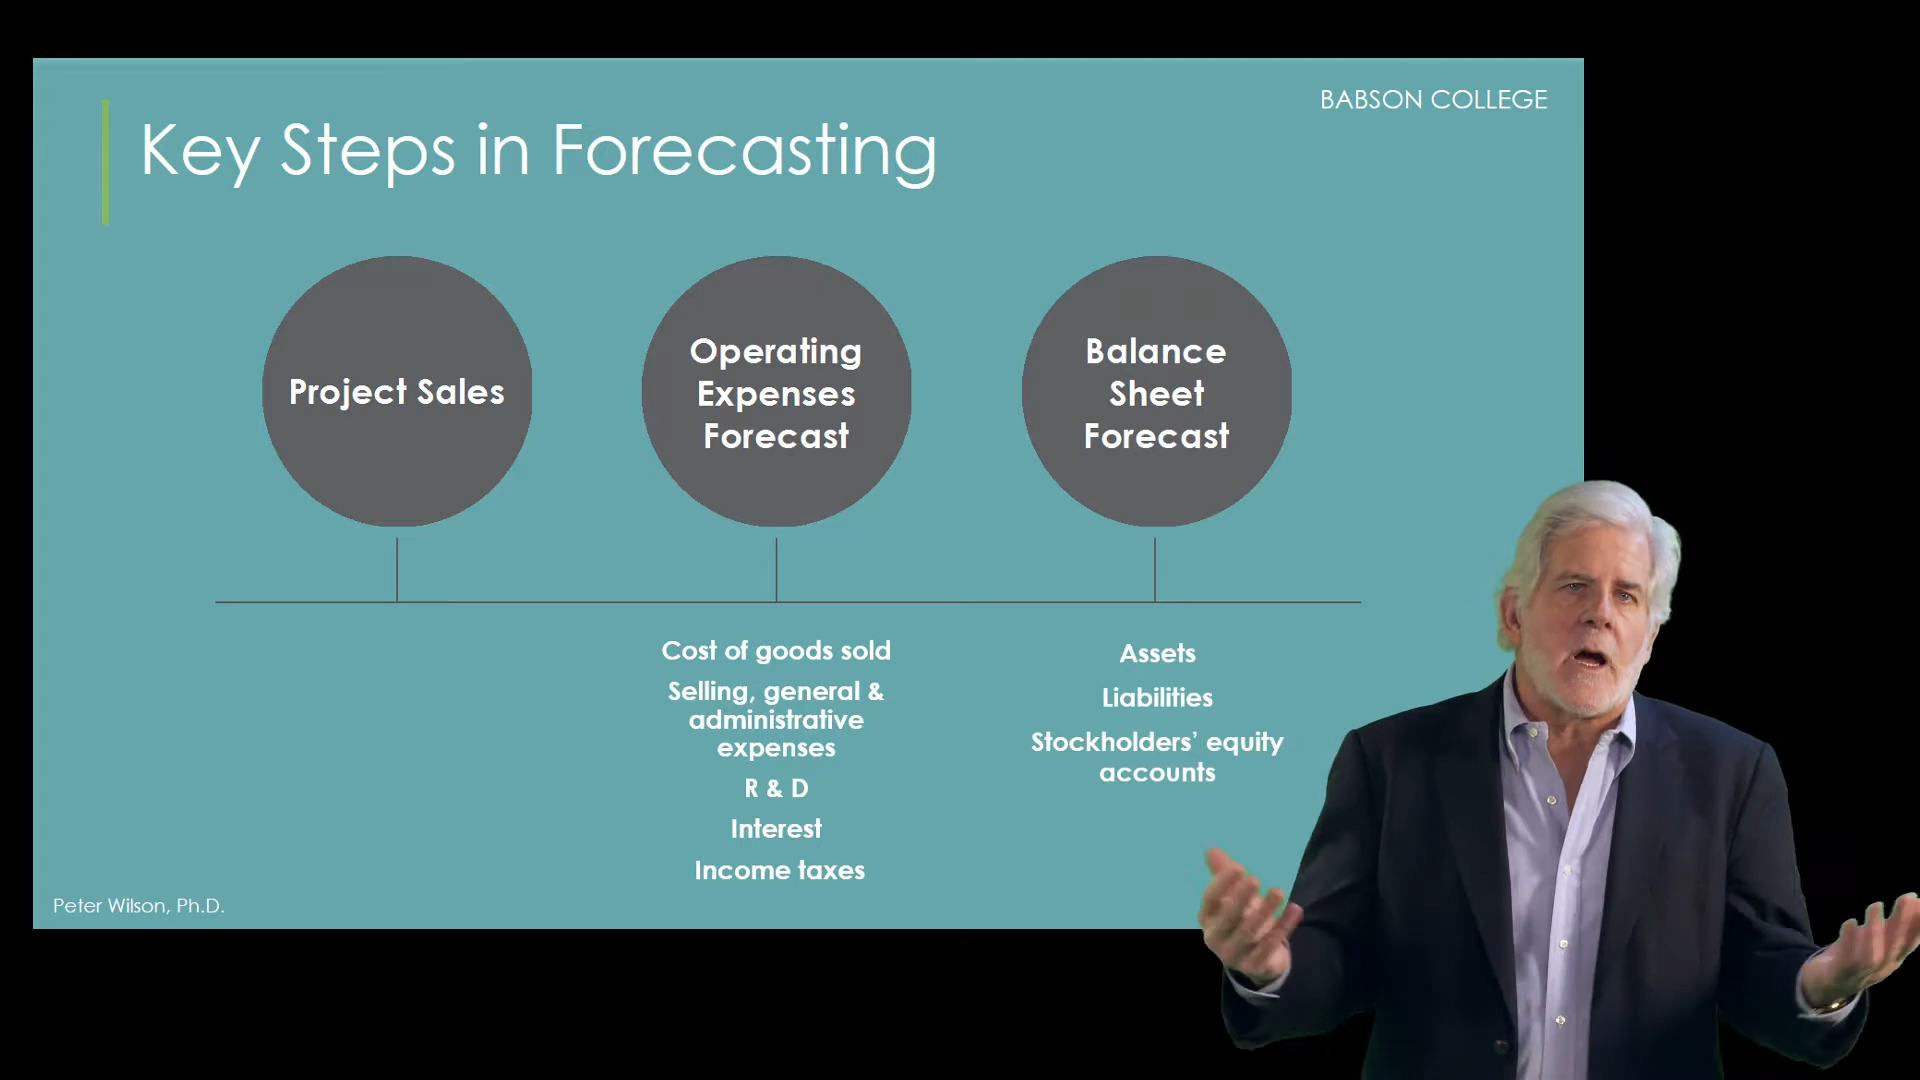 BABSON COLLEGE
Key Steps in Forecasting
Project Sales
Operating
Expenses
Forecast
Balance
Sheet
Forecast
Cost of goods sold
Selling, general &
administrative
expenses
R & D
Interest
Income taxes
Assets
Liabilities
Stockholders’ equity
accounts
Peter Wilson, Ph.D.